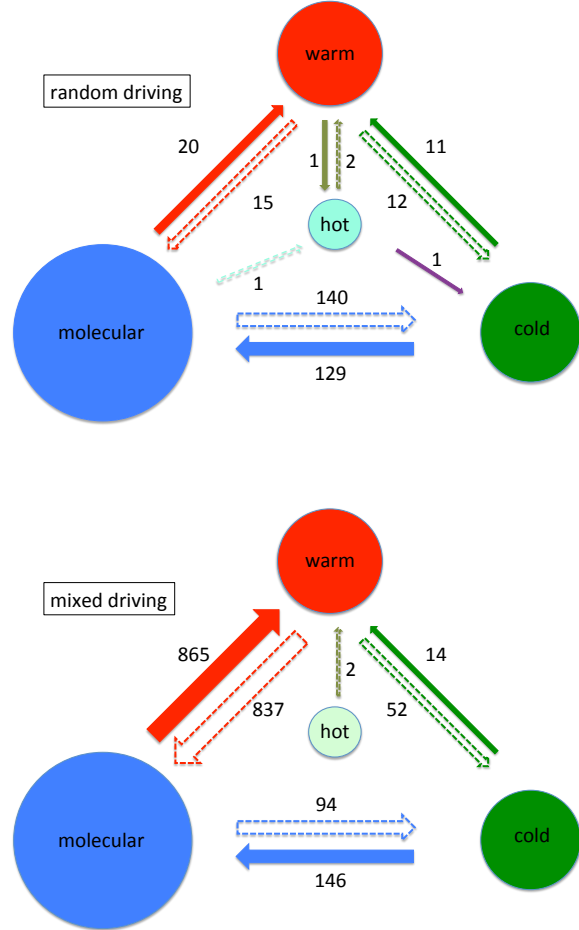 warm
random driving
20
1
2
11
15
12
hot
1
1
140
molecular
cold
129
warm
mixed driving
865
2
14
837
52
hot
94
molecular
cold
146